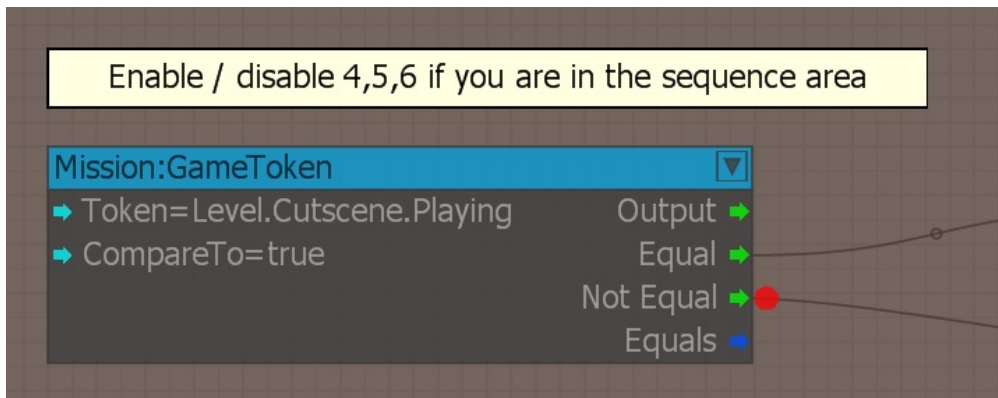 Enable / disable 4,5,6 if you are in the sequence area
Mission:GameToken
Token=Level.Cutscene.Playing Output
CompareTo=true Equal
Not Equal
Equals